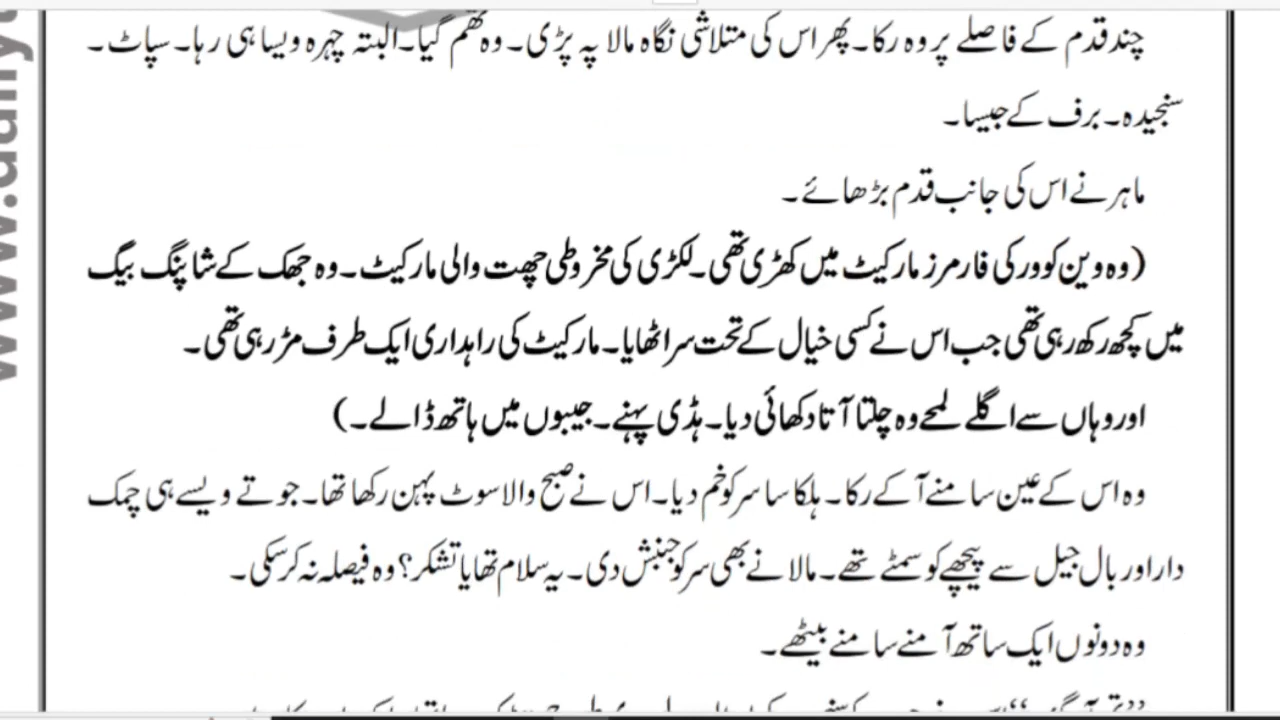 چند قدم کے فاصلے پر وہ رکا۔ پھر اس کی متلاشی نگاہ مالا پہ پڑی۔ وہ تھم گیا۔ البتہ چہرہ ویسا ہی رہا۔ سپاٹ۔
سنجیدہ۔ برف کے جیسا۔
ماہر نے اس کی جانب قدم بڑھائے۔
(وہ وین کوور کی فارمرز مارکیٹ میں کھڑی تھی۔ لکڑی کی مخروطی چھت والی مارکیٹ۔ وہ جھک کے شاپنگ بیگ
میں کچھ رکھ رہی تھی جب اس نے کسی خیال کے تحت سر اٹھایا۔ مارکیٹ کی راہداری ایک طرف مڑ رہی تھی۔
اور وہاں سے اگلے لمحے وہ چلتا آتا دکھائی دیا۔ ہڈی پہنے۔ جیبوں میں ہاتھ ڈالے۔)
وہ اس کے عین سامنے آ کے رکا۔ ہلکا سا سر کو خم دیا۔ اس نے صبح والا سوٹ پہن رکھا تھا۔ جوتے ویسے ہی چمک
دار اور بال جیل سے پیچھے کو سمٹے تھے۔ مالا نے بھی سر کو جنبش دی۔ یہ سلام تھا یا تشکر؟ وہ فیصلہ نہ کر سکی۔
وہ دونوں ایک ساتھ آمنے سامنے بیٹھے۔